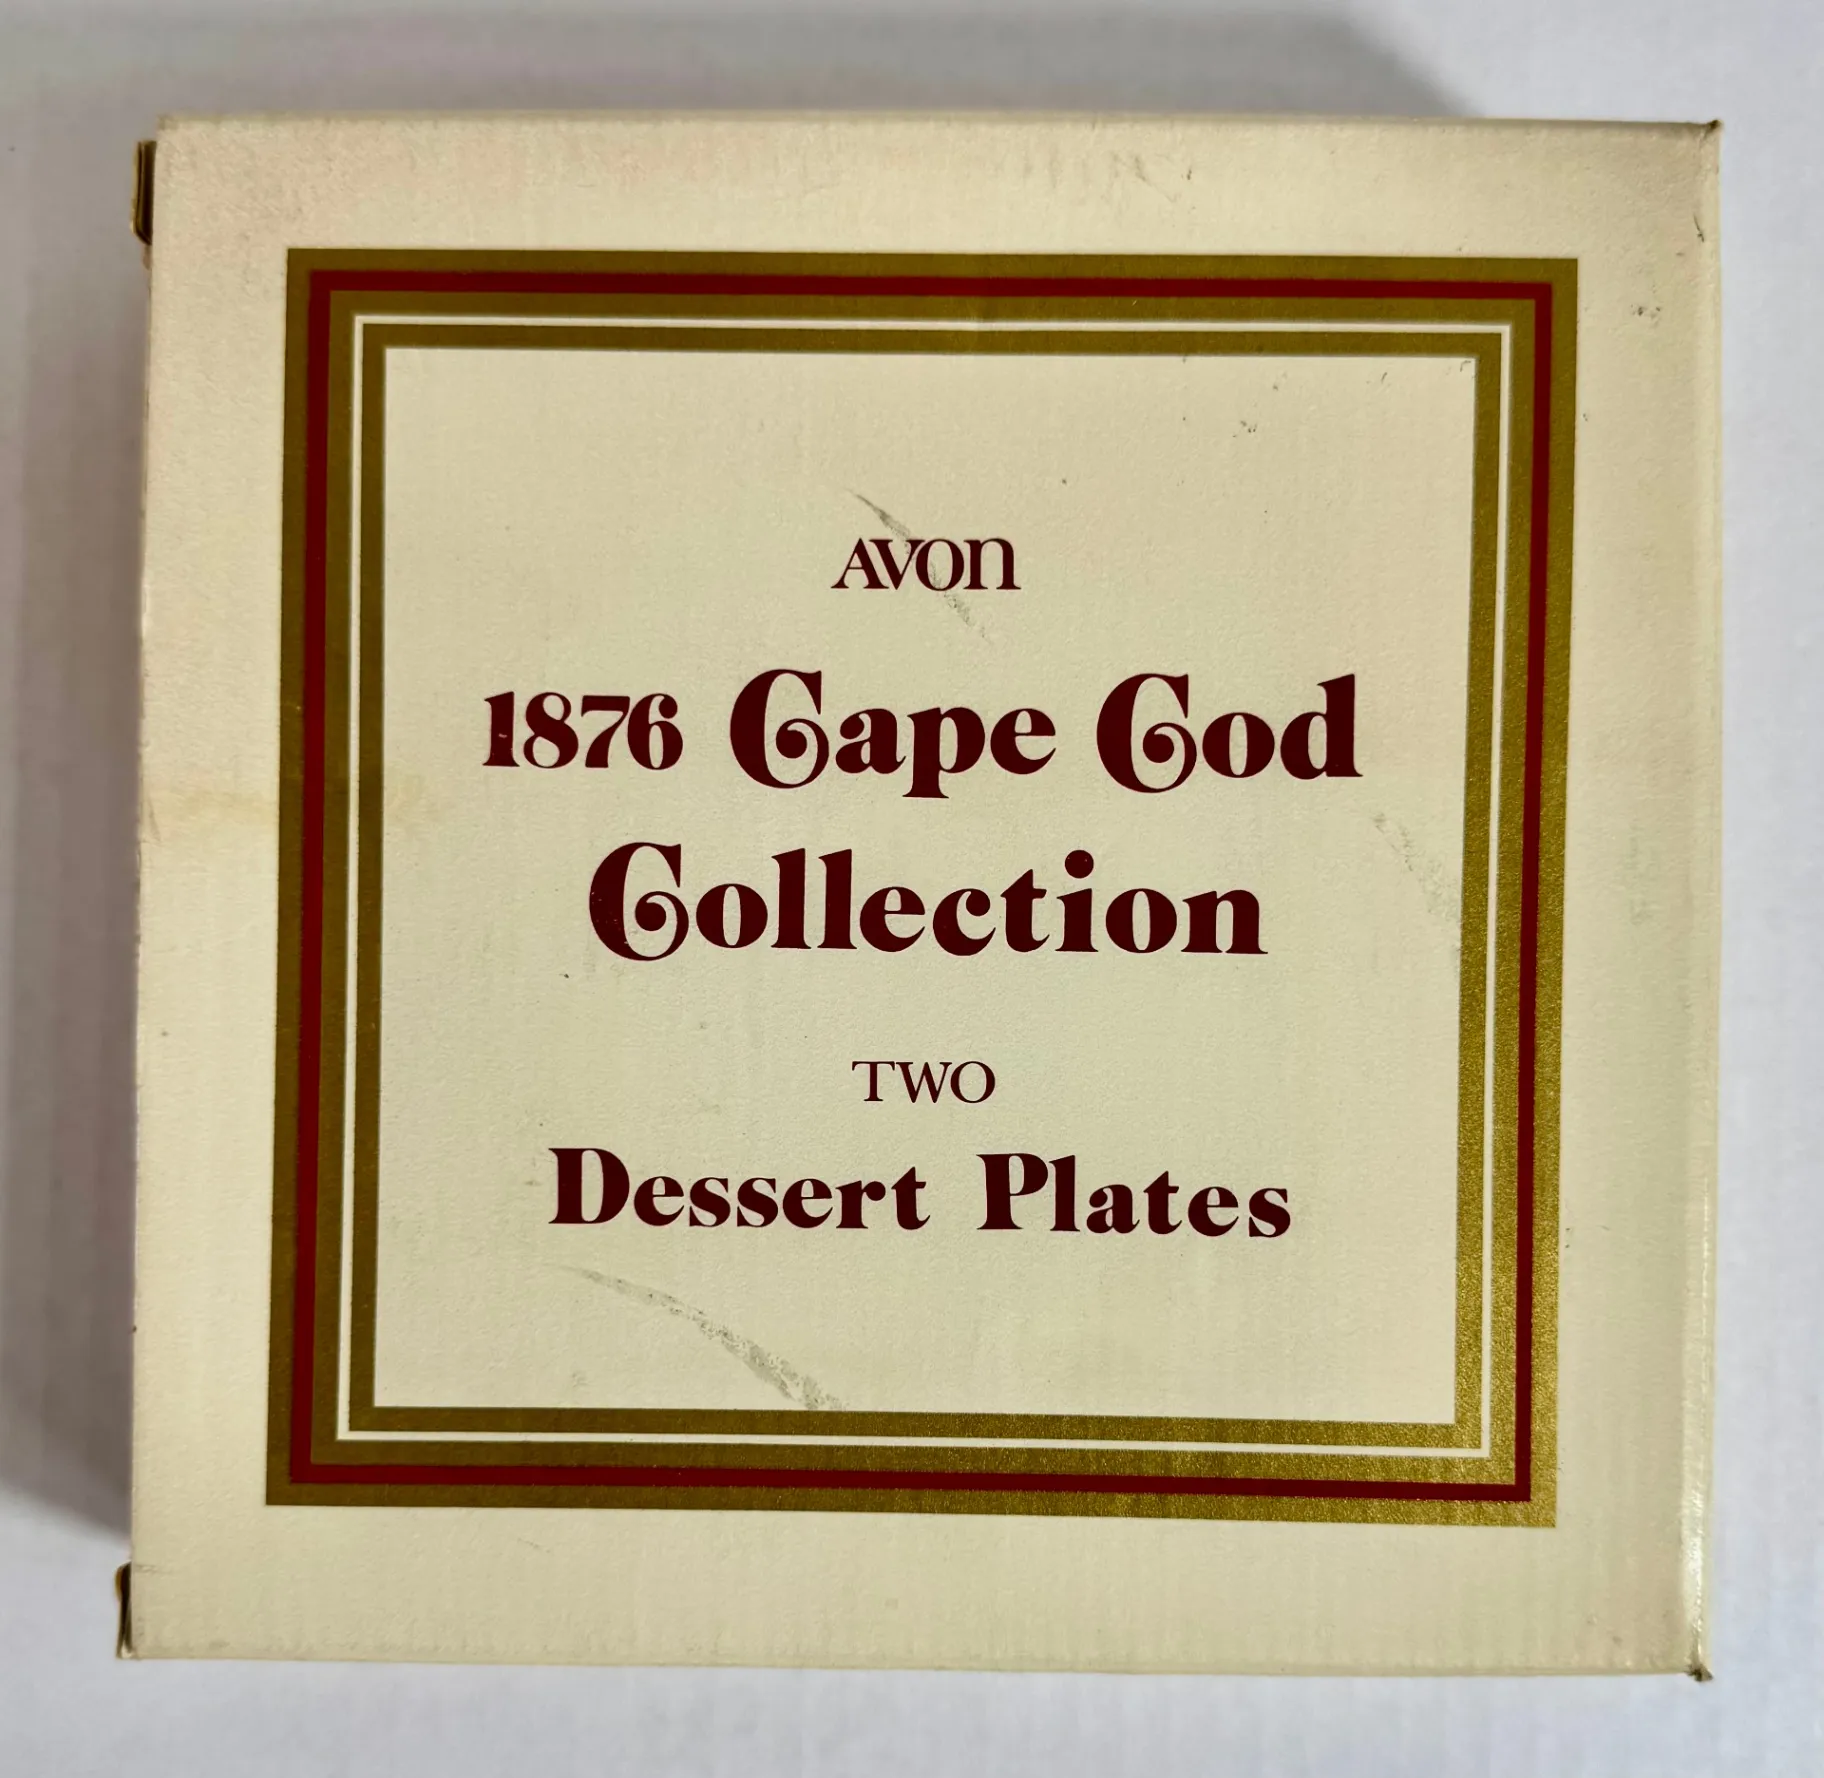 AVON
1876 Cape Cod
Collection
TWO
Dessert Plates